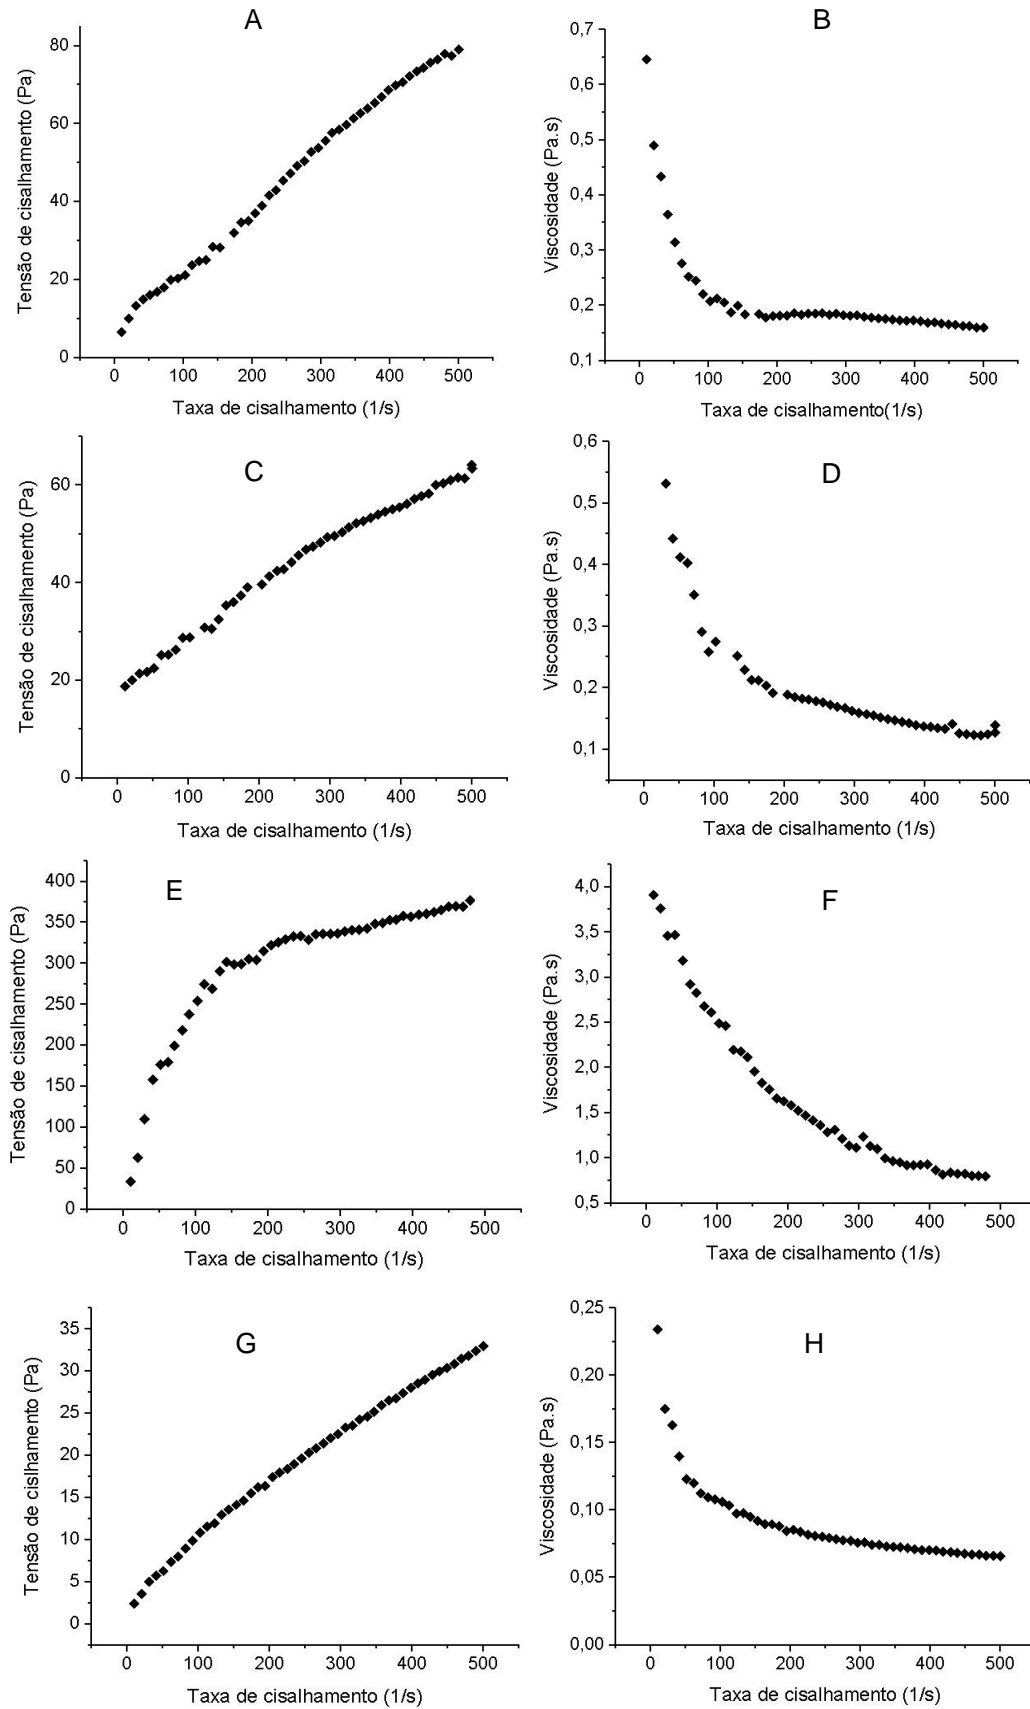 A
80
60
40
20
0
0 100 200 300 400 500
Tensão de cisalhamento (Pa)
Taxa de cisalhamento (1/s)
B
0,7
0,6
0,5
0,4
0,3
0,2
0,1
0 100 200 300 400 500
Viscosidade (Pa.s)
Taxa de cisalhamento(1/s)
C
60
40
20
0
0 100 200 300 400 500
Tensão de cisalhamento (Pa)
Taxa de cisalhamento (1/s)
D
0,6
0,5
0,4
0,3
0,2
0,1
0 100 200 300 400 500
Viscosidade (Pa.s)
Taxa de cisalhamento (1/s)
E
400
350
300
250
200
150
100
50
0
0 100 200 300 400 500
Tensão de cisalhamento (Pa)
Taxa de cisalhamento (1/s)
F
4,0
3,5
3,0
2,5
2,0
1,5
1,0
0,5
0 100 200 300 400 500
Viscosidade (Pa.s)
Taxa de cisalhamento (1/s)
G
35
30
25
20
15
10
5
0
0 100 200 300 400 500
Tensão de cislhamento (Pa)
Taxa de cisalhamento (1/s)
H
0,25
0,20
0,15
0,10
0,05
0,00
0 100 200 300 400 500
Viscosidade (Pa.s)
Taxa de cisalhamento (1/s)